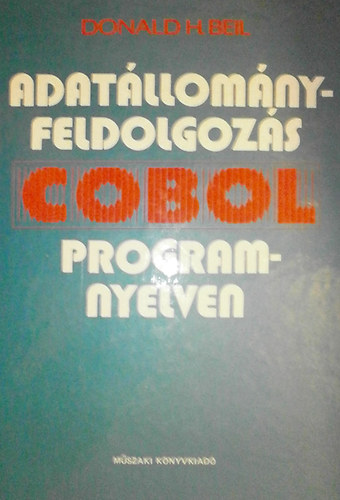 DONALD H. BEIL
ADATÁLLOMÁNY-
FELDOLGOZÁS
COBOL
PROGRAM-
NYELVEN
MŰSZAKI KÖNYVKIADÓ